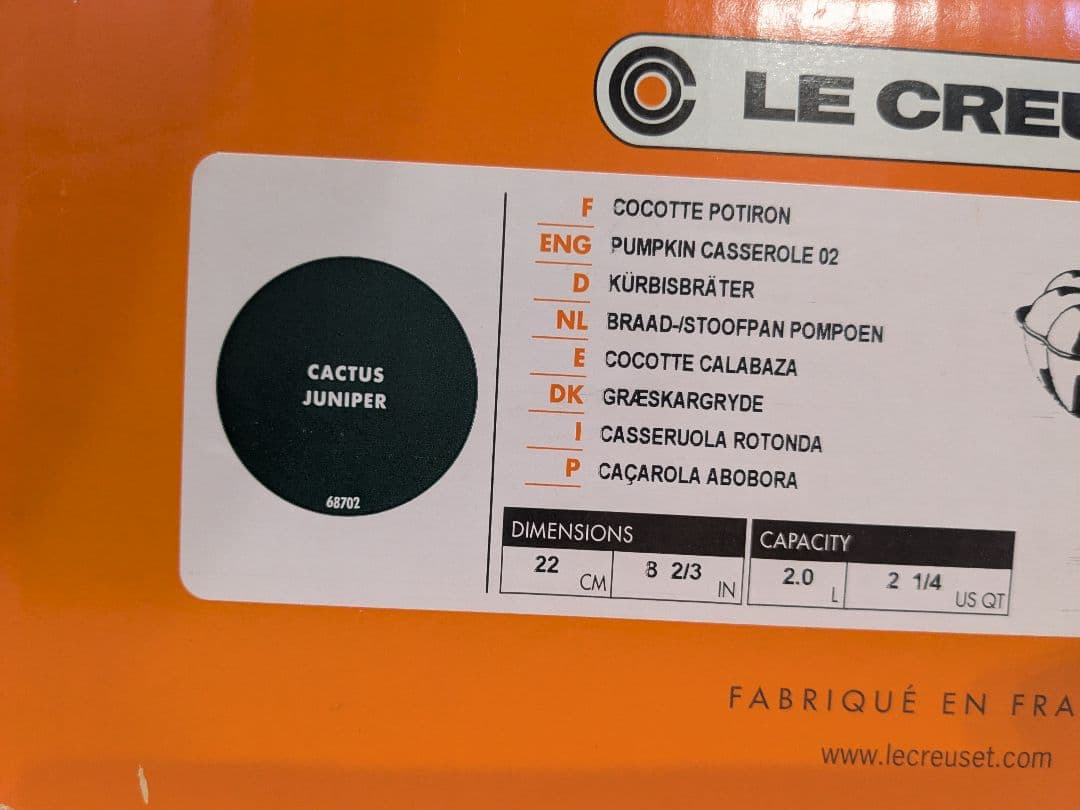 LE CREU
F COCOTTE POTIRON
ENG PUMPKIN CASSEROLE 02
D KÜRBISBRÄTER
NL BRAAD-/STOOFPAN POMPOEN
E COCOTTE CALABAZA
DK GRÆSKARGRYDE
I CASSERUOLA ROTONDA
P CAÇAROLA ABOBORA
CACTUS
JUNIPER
68702
DIMENSIONS CAPACITY
22 CM 8 2/3 IN 2.0 L 2 1/4 US QT
FABRIQUÉ EN FRA
www.lecreuset.com